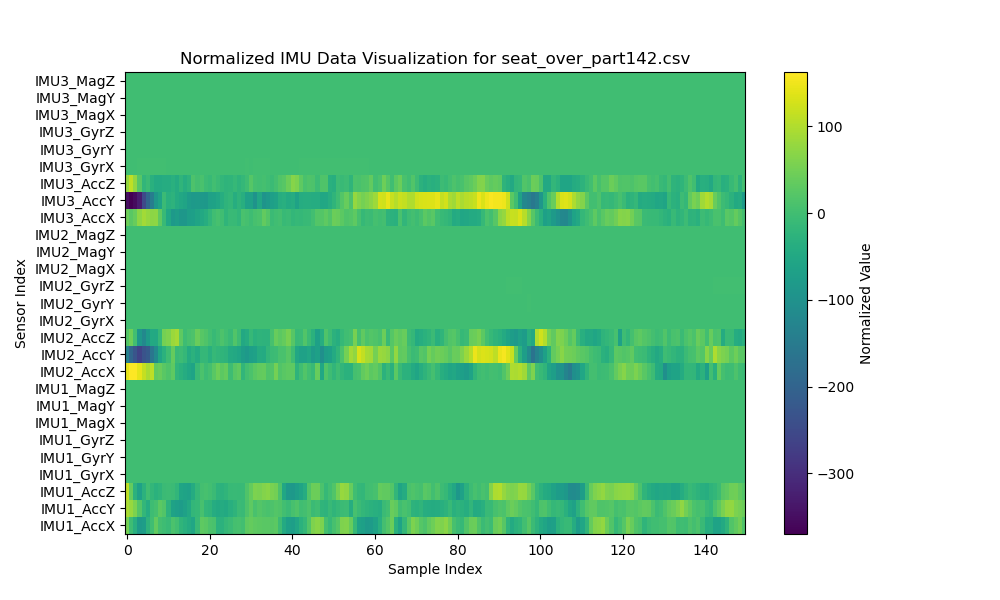 Normalized IMU Data Visualization for seat_over_part142.csv
IMU3_MagZ
IMU3_MagY
IMU3_MagX
IMU3_GyrZ
IMU3_GyrY
IMU3_GyrX
IMU3_AccZ
IMU3_AccY
IMU3_AccX
IMU2_MagZ
IMU2_MagY
IMU2_MagX
IMU2_GyrZ
IMU2_GyrY
IMU2_GyrX
IMU2_AccZ
IMU2_AccY
IMU2_AccX
IMU1_MagZ
IMU1_MagY
IMU1_MagX
IMU1_GyrZ
IMU1_GyrY
IMU1_GyrX
IMU1_AccZ
IMU1_AccY
IMU1_AccX
Sensor Index
0 20 40 60 80 100 120 140
Sample Index
100
0
−100
−200
−300
Normalized Value